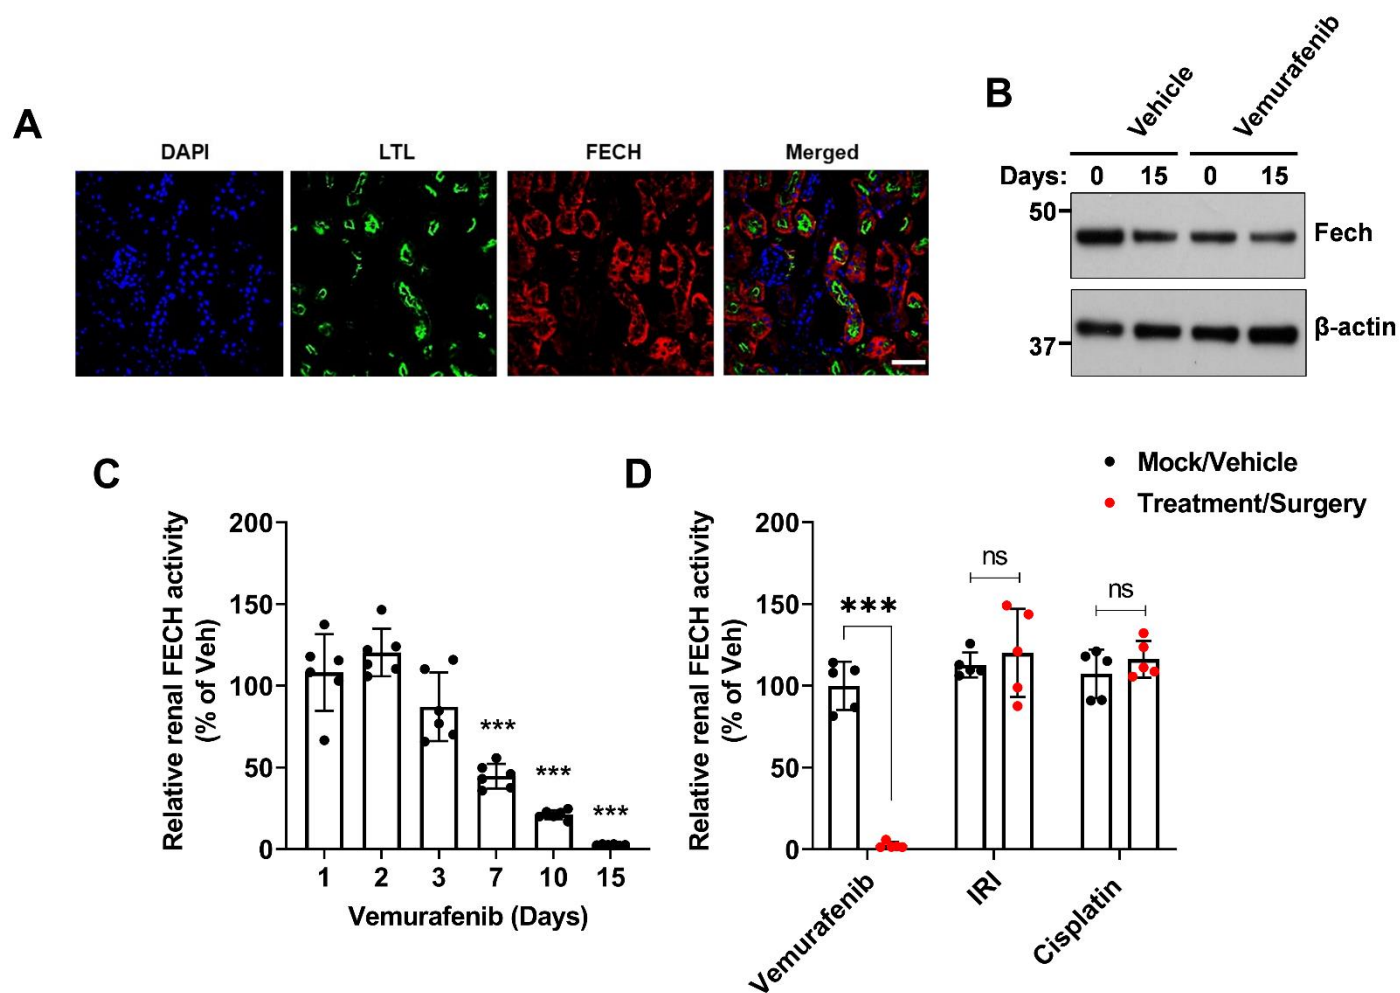 A
DAPI
LTL
FECH
Merged
B
Vehicle
Vemurafenib
Days: 0 15 0 15
50
Fech
β-actin
37
C
Relative renal FECH activity
(% of Veh)
200
150
100
50
0
***
***
***
1 2 3 7 10 15
Vemurafenib (Days)
D
Mock/Vehicle
Treatment/Surgery
Relative renal FECH activity
(% of Veh)
200
150
100
50
0
***
ns
ns
Vemurafenib
IRI
Cisplatin